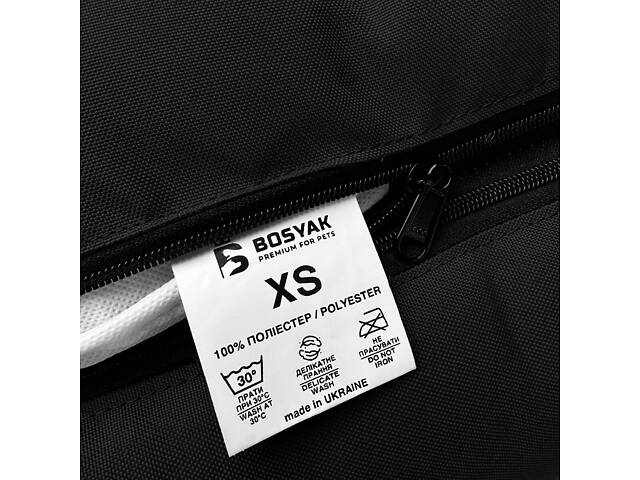 BOSYAK
PREMIUM FOR PETS
XS
100% ПОЛІЕСТЕР / POLYESTER
30°
ПРАТИ
ПРИ 30°C
WASH AT
30°C
ДЕЛІКАТНЕ
ПРАННЯ
DELICATE
WASH
НЕ
ПРАСУВАТИ
DO NOT
IRON
made in UKRAINE